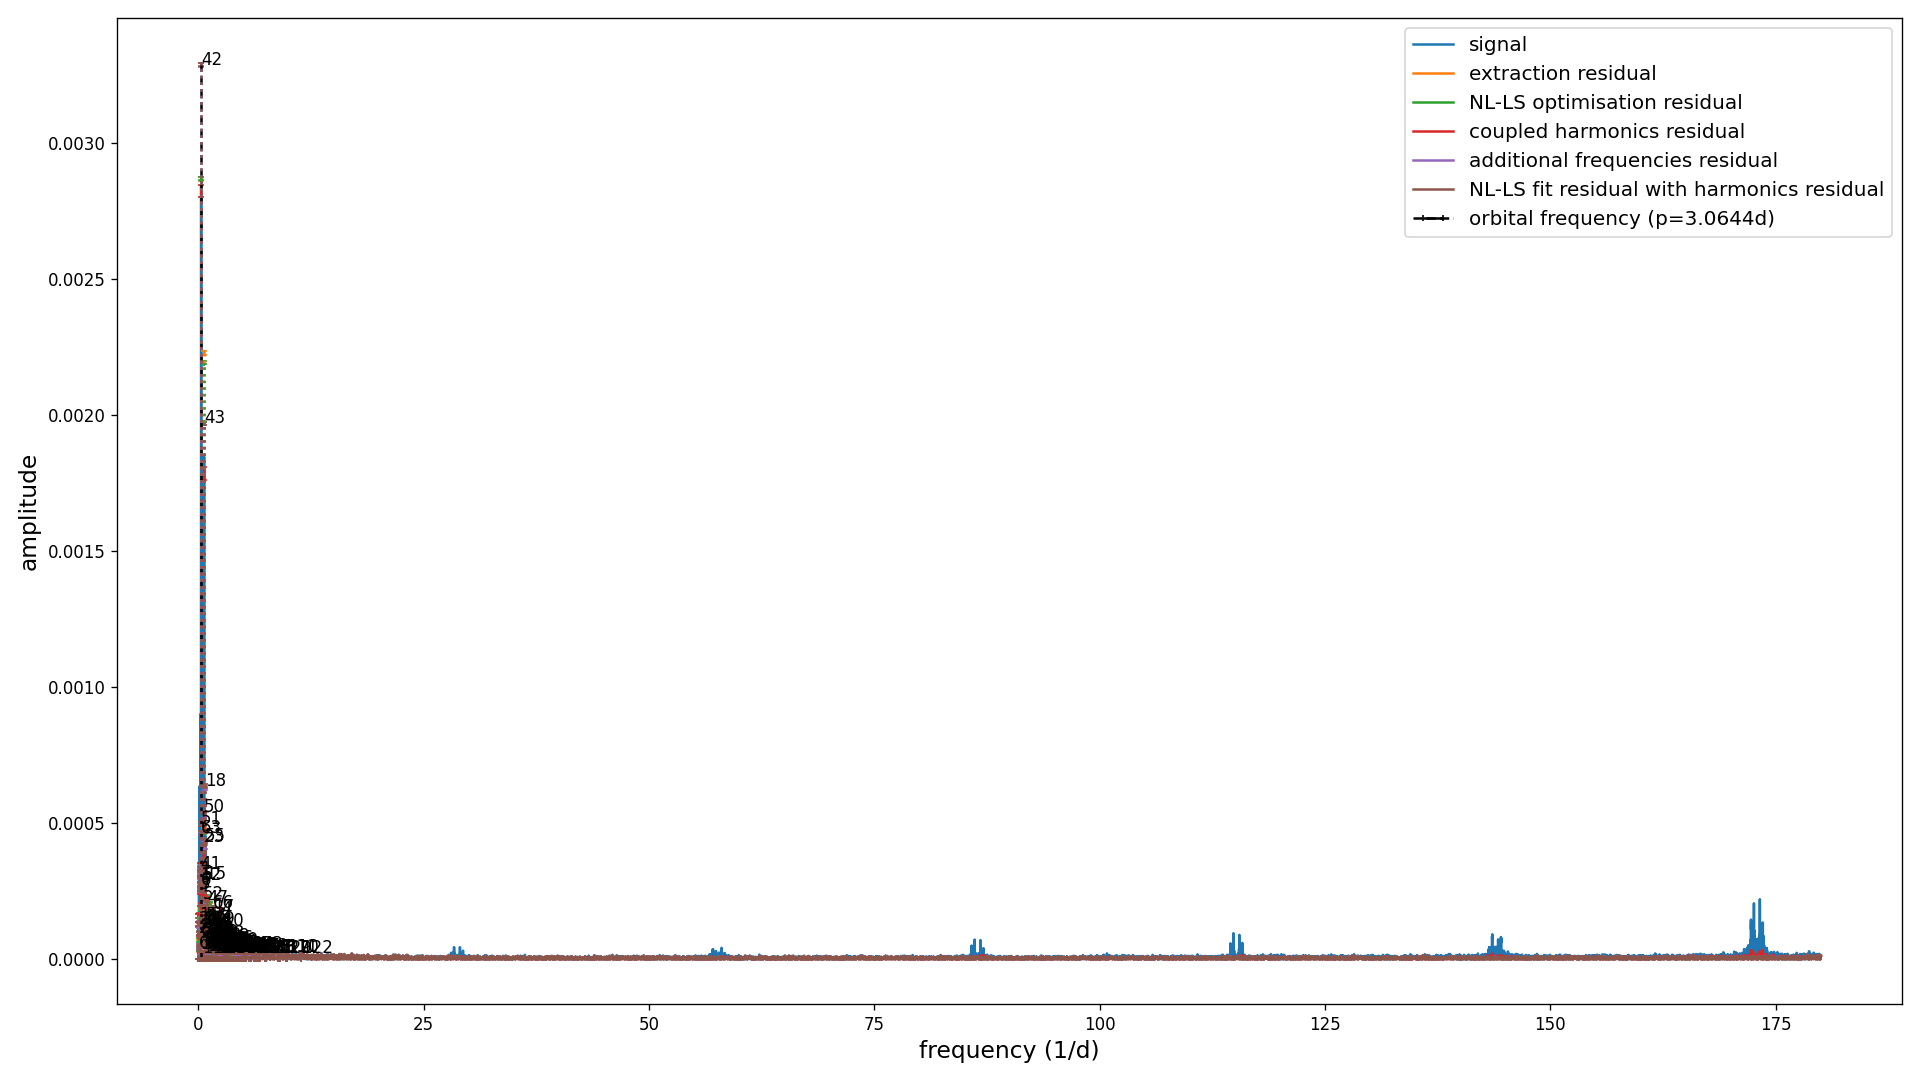 signal
extraction residual
NL-LS optimisation residual
coupled harmonics residual
additional frequencies residual
NL-LS fit residual with harmonics residual
orbital frequency (p=3.0644d)
amplitude
0.0030
0.0025
0.0020
0.0015
0.0010
0.0005
0.0000
42
43
18
50
51
41
0 25 50 75 100 125 150 175
frequency (1/d)